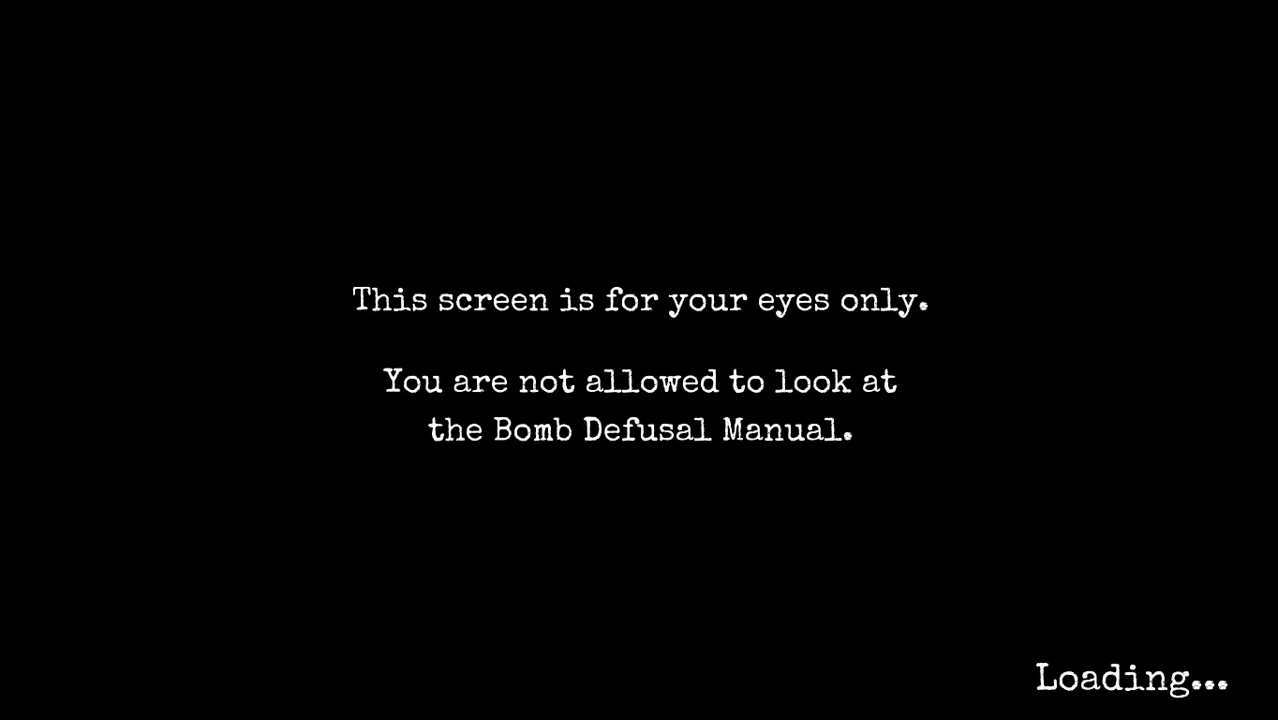 This screen is for your eyes only.
You are not allowed to look at
the Bomb Defusal Manual.
Loading...